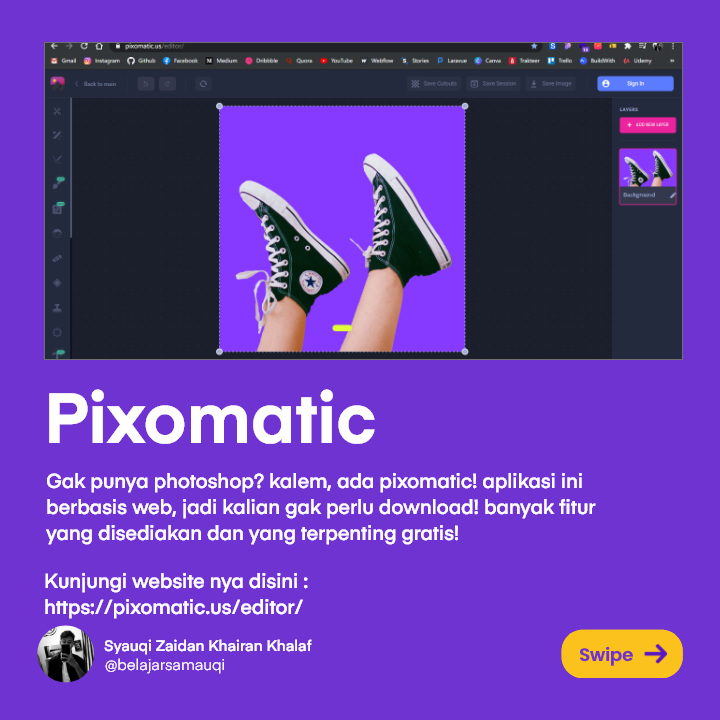 pixomatic.us/editor/
Gmail Instagram Github Facebook Medium Dribbble Quora YouTube Webflow Stories Laravue Canva Trakteer Trello BuildWith Udemy
Back to main Save Cutouts Save Session Save Image Sign In
LAYERS
+ ADD NEW LAYER
Background
Pixomatic
Gak punya photoshop? kalem, ada pixomatic! aplikasi ini
berbasis web, jadi kalian gak perlu download! banyak fitur
yang disediakan dan yang terpenting gratis!
Kunjungi website nya disini :
https://pixomatic.us/editor/
Syauqi Zaidan Khairan Khalaf
@belajarsamauqi
Swipe